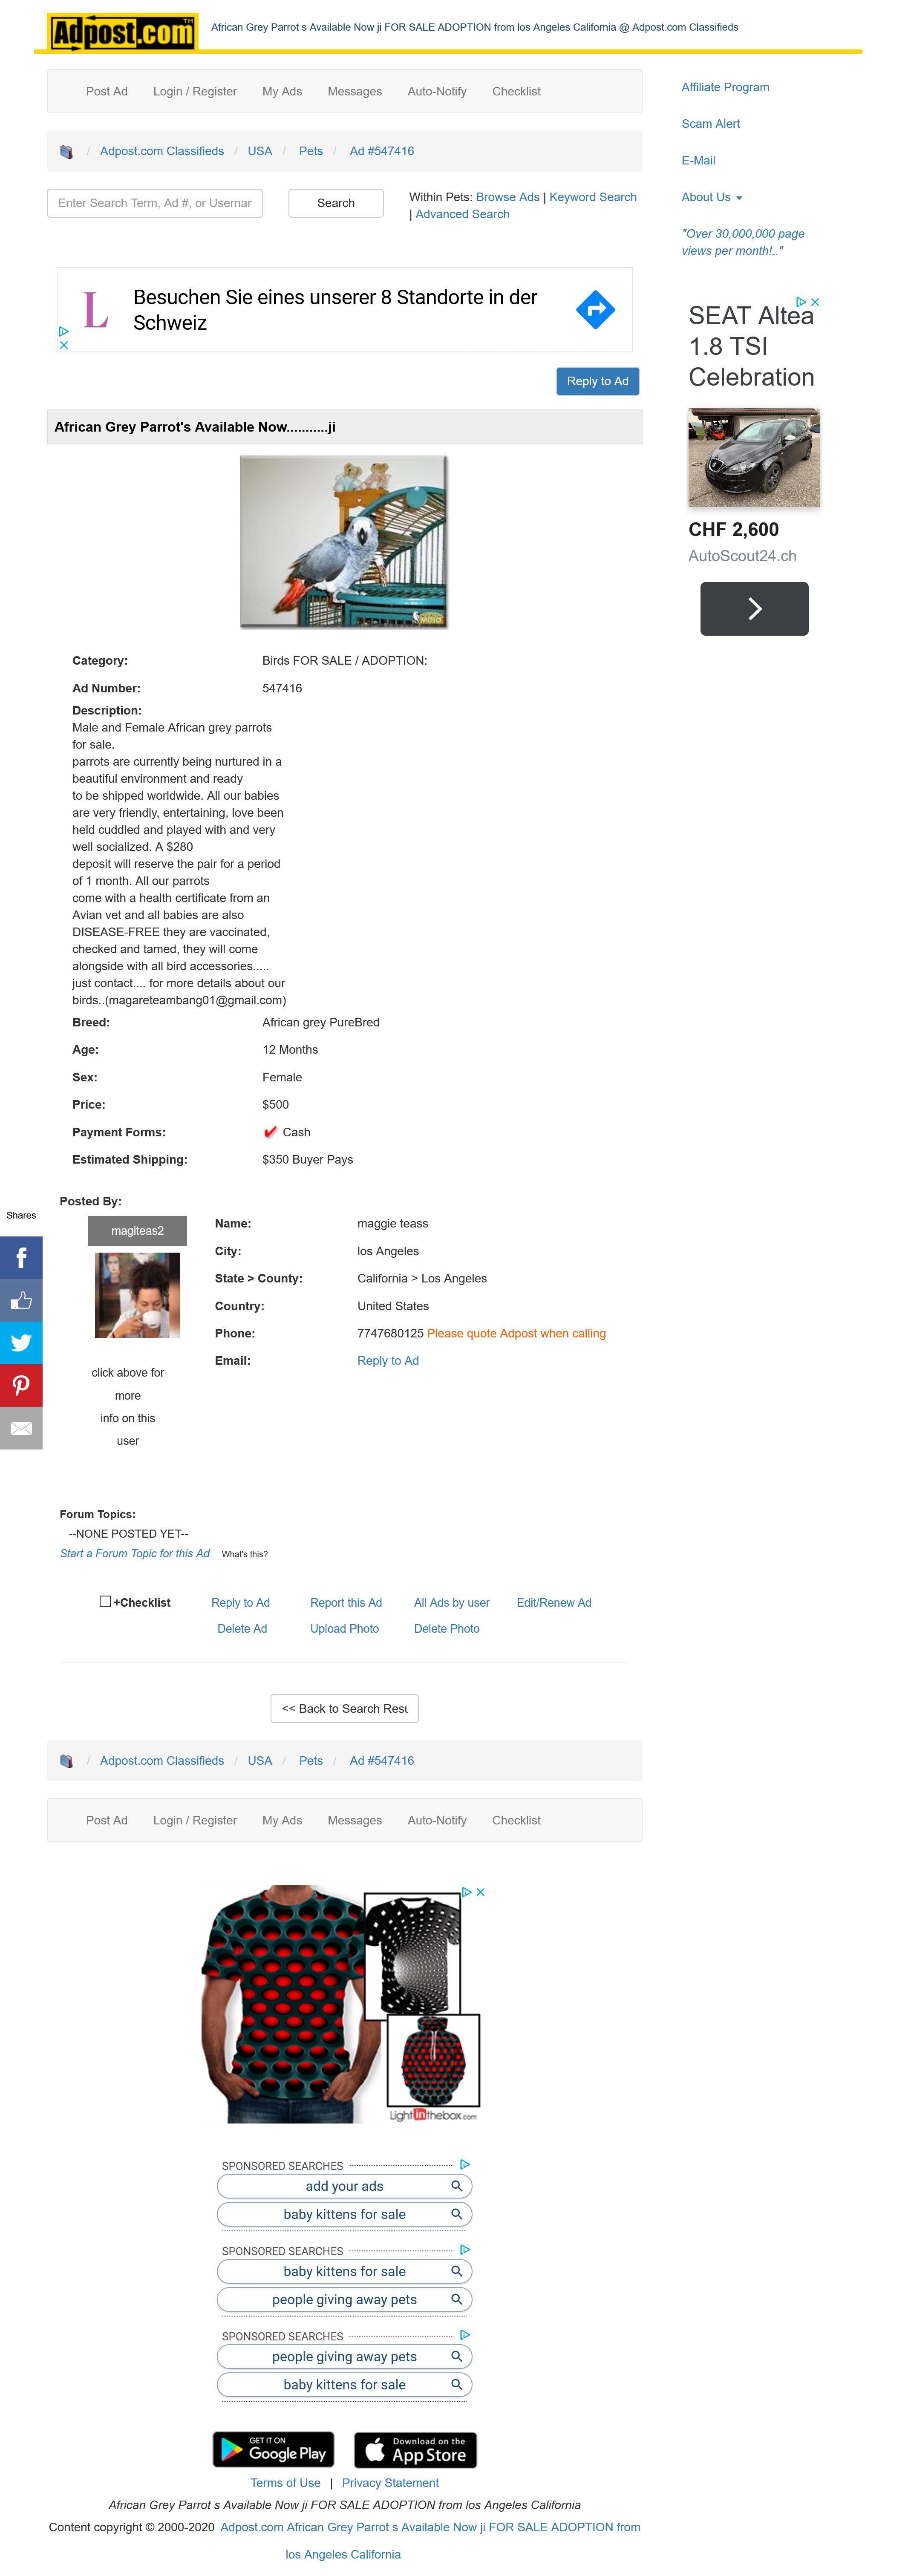 Adpost.com™
African Grey Parrot s Available Now ji FOR SALE ADOPTION from los Angeles California @ Adpost.com Classifieds
Post Ad Login / Register My Ads Messages Auto-Notify Checklist
Affiliate Program
Scam Alert
E-Mail
About Us
"Over 30,000,000 page
views per month!.."
/ Adpost.com Classifieds / USA / Pets / Ad #547416
Enter Search Term, Ad #, or Usernar
Search
Within Pets: Browse Ads | Keyword Search
| Advanced Search
L
Besuchen Sie eines unserer 8 Standorte in der
Schweiz
SEAT Altea
1.8 TSI
Celebration
CHF 2,600
AutoScout24.ch
Reply to Ad
African Grey Parrot's Available Now...........ji
Category: Birds FOR SALE / ADOPTION:
Ad Number: 547416
Description:
Male and Female African grey parrots
for sale.
parrots are currently being nurtured in a
beautiful environment and ready
to be shipped worldwide. All our babies
are very friendly, entertaining, love been
held cuddled and played with and very
well socialized. A $280
deposit will reserve the pair for a period
of 1 month. All our parrots
come with a health certificate from an
Avian vet and all babies are also
DISEASE-FREE they are vaccinated,
checked and tamed, they will come
alongside with all bird accessories.....
just contact.... for more details about our
birds..(magareteambang01@gmail.com)
Breed: African grey PureBred
Age: 12 Months
Sex: Female
Price: $500
Payment Forms: Cash
Estimated Shipping: $350 Buyer Pays
Posted By:
Shares
magiteas2
click above for
more
info on this
user
Name: maggie teass
City: los Angeles
State > County: California > Los Angeles
Country: United States
Phone: 7747680125 Please quote Adpost when calling
Email: Reply to Ad
Forum Topics:
--NONE POSTED YET--
Start a Forum Topic for this Ad What's this?
+Checklist Reply to Ad Report this Ad All Ads by user Edit/Renew Ad
Delete Ad Upload Photo Delete Photo
<< Back to Search Resu
/ Adpost.com Classifieds / USA / Pets / Ad #547416
Post Ad Login / Register My Ads Messages Auto-Notify Checklist
Lightinthebox.com
SPONSORED SEARCHES
add your ads
baby kittens for sale
SPONSORED SEARCHES
baby kittens for sale
people giving away pets
SPONSORED SEARCHES
people giving away pets
baby kittens for sale
GET IT ON
Google Play
Download on the
App Store
Terms of Use | Privacy Statement
African Grey Parrot s Available Now ji FOR SALE ADOPTION from los Angeles California
Content copyright © 2000-2020 Adpost.com African Grey Parrot s Available Now ji FOR SALE ADOPTION from
los Angeles California